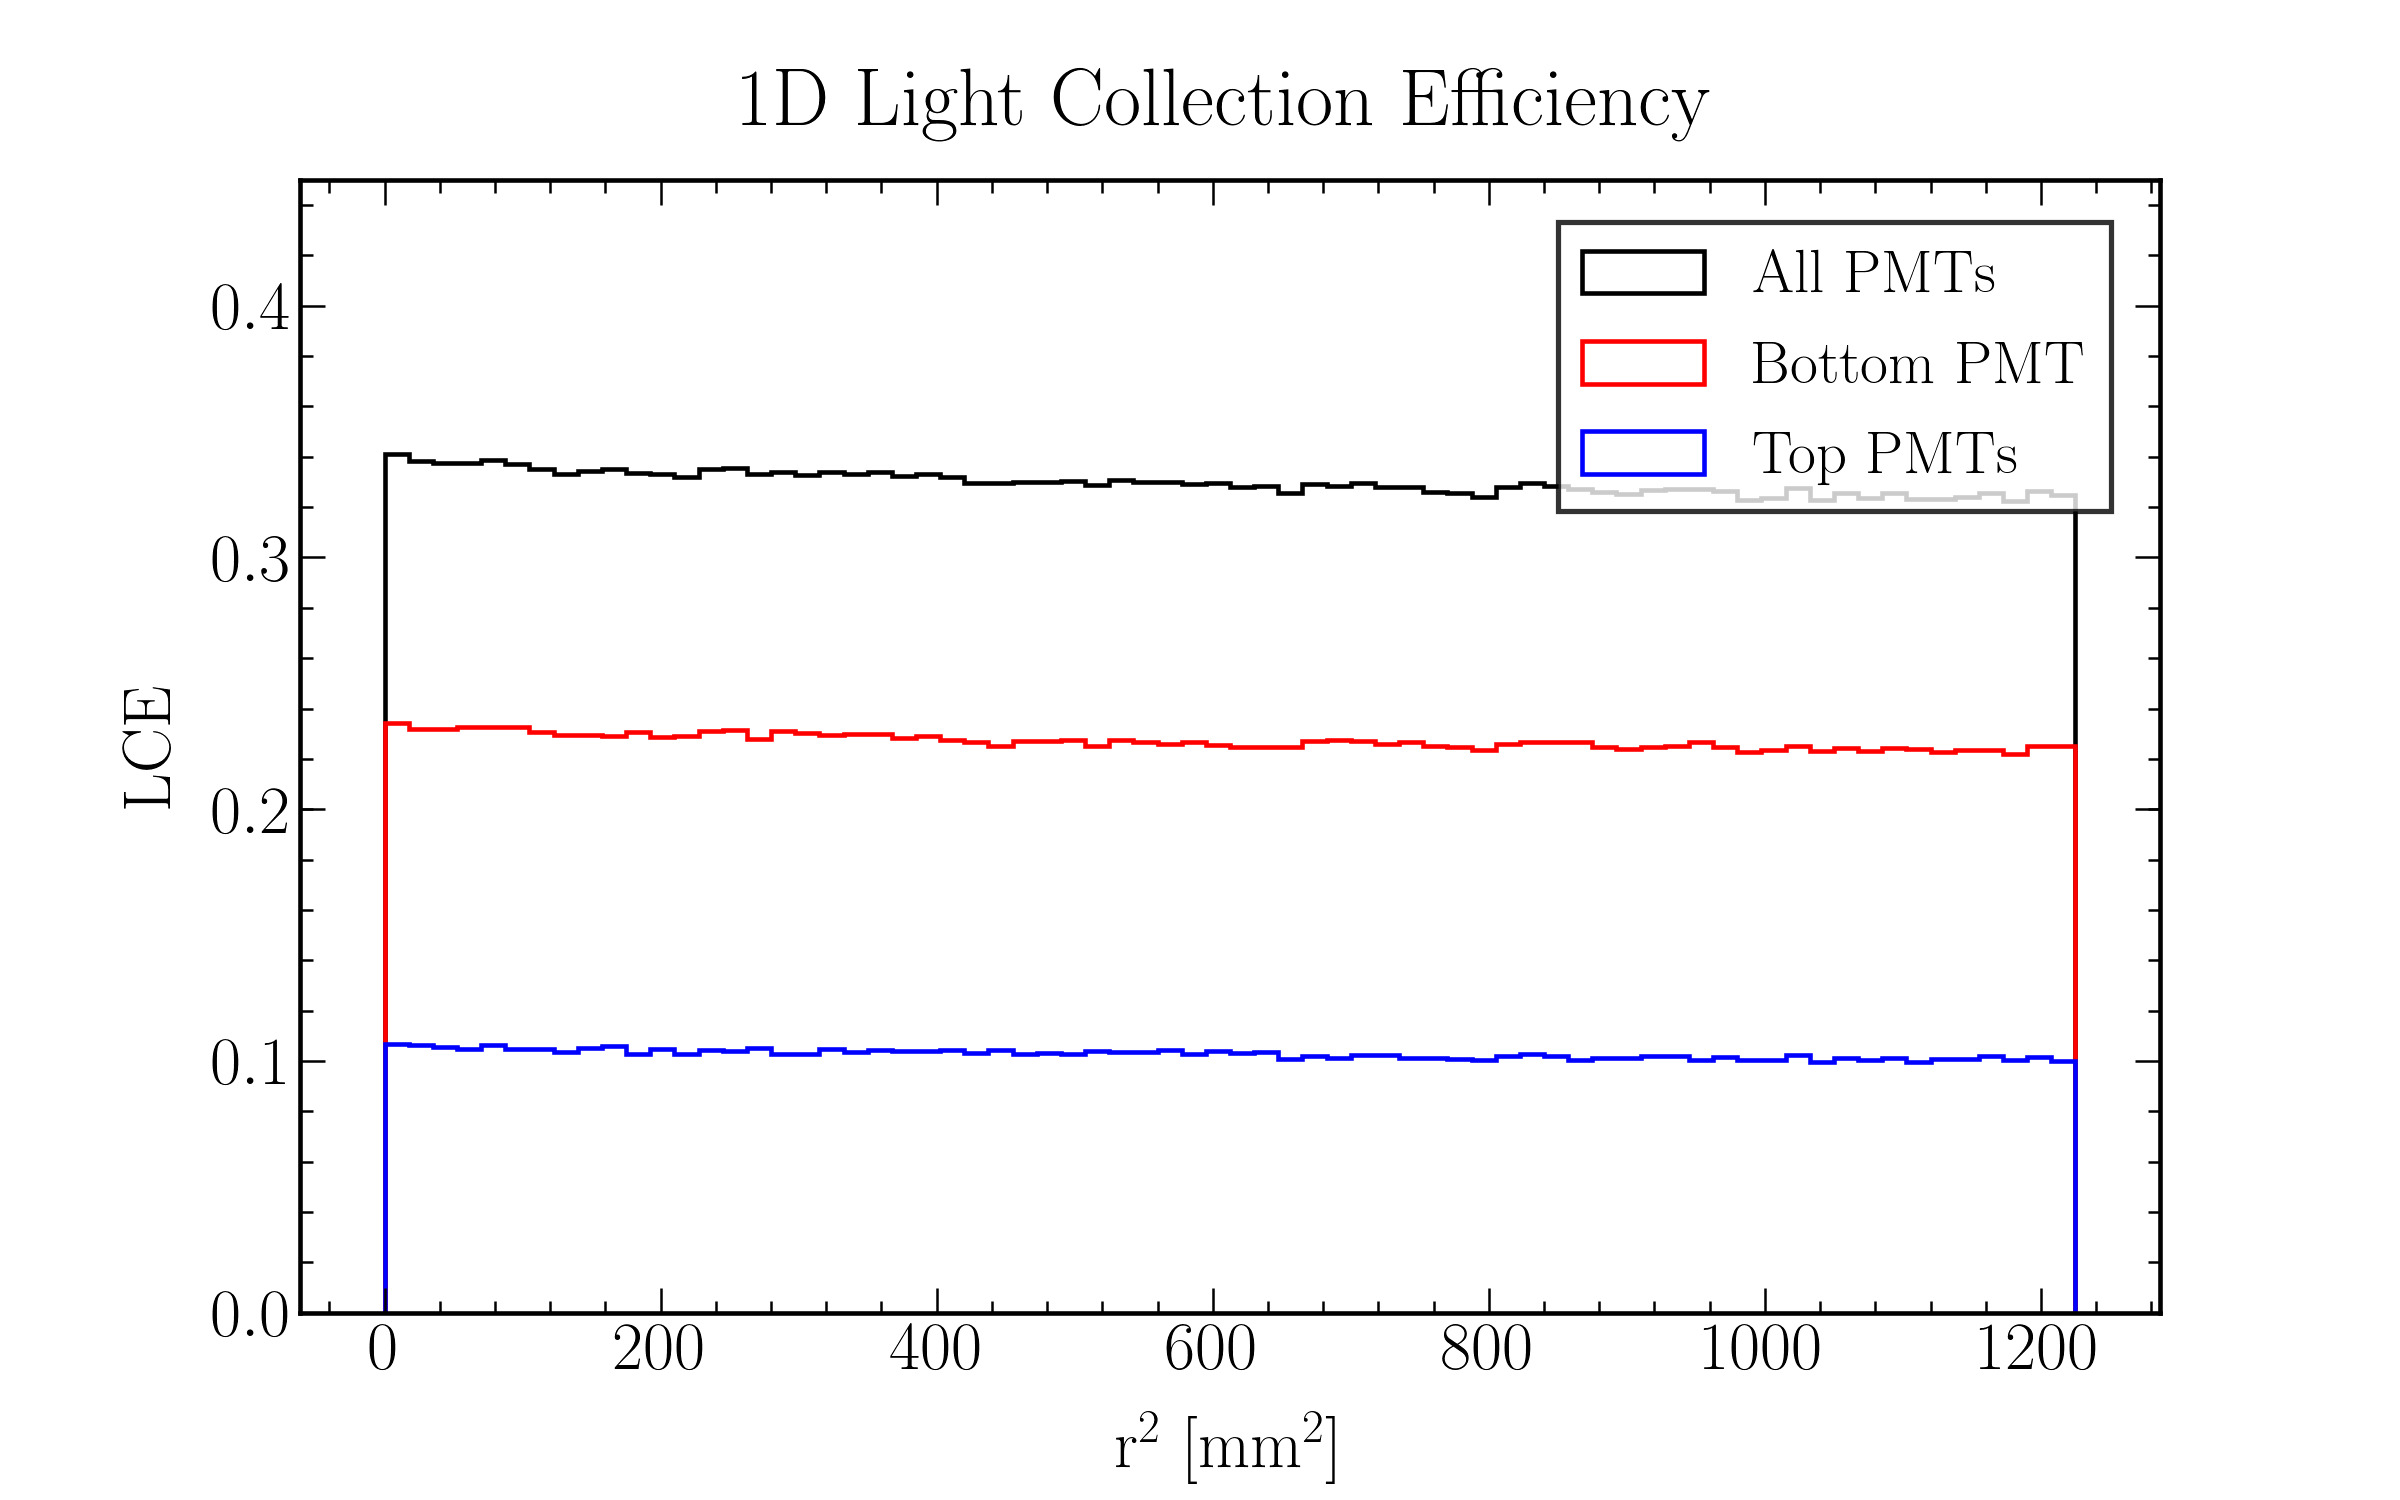 1D Light Collection Efficiency
All PMTs
Bottom PMT
Top PMTs
LCE
0.4
0.3
0.2
0.1
0.0
0 200 400 600 800 1000 1200
r² [mm²]